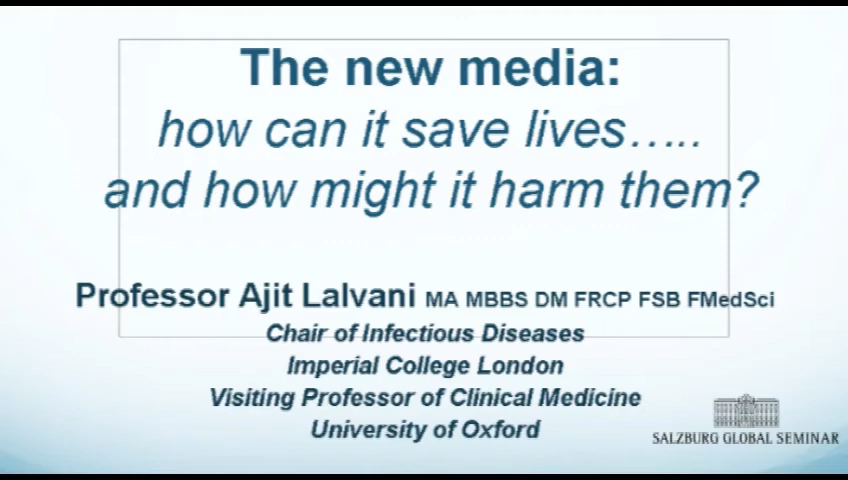 The new media:
how can it save lives.....
and how might it harm them?
Professor Ajit Lalvani MA MBBS DM FRCP FSB FMedSci
Chair of Infectious Diseases
Imperial College London
Visiting Professor of Clinical Medicine
University of Oxford
SALZBURG GLOBAL SEMINAR